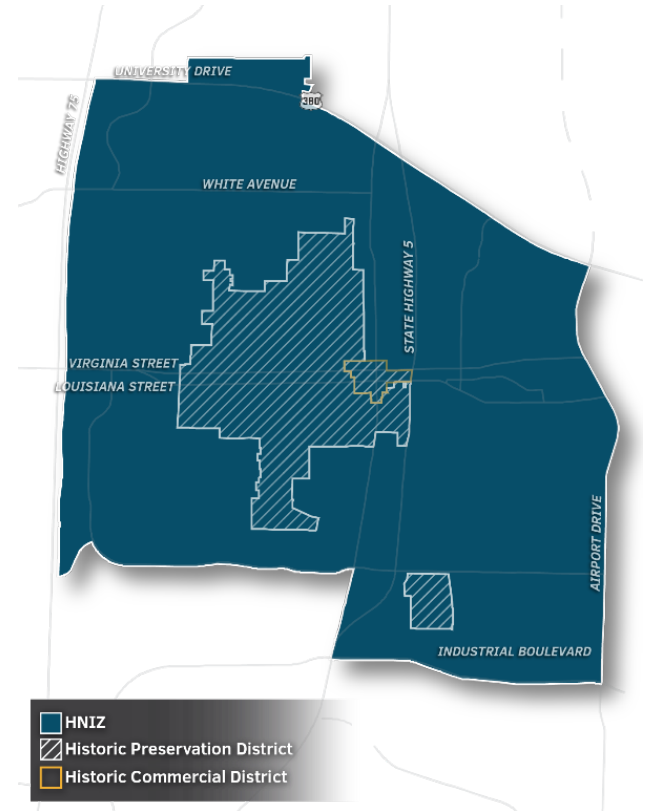 UNIVERSITY DRIVE
380
HIGHWAY 75
WHITE AVENUE
STATE HIGHWAY 5
VIRGINIA STREET
LOUISIANA STREET
AIRPORT DRIVE
INDUSTRIAL BOULEVARD
HNIZ
Historic Preservation District
Historic Commercial District